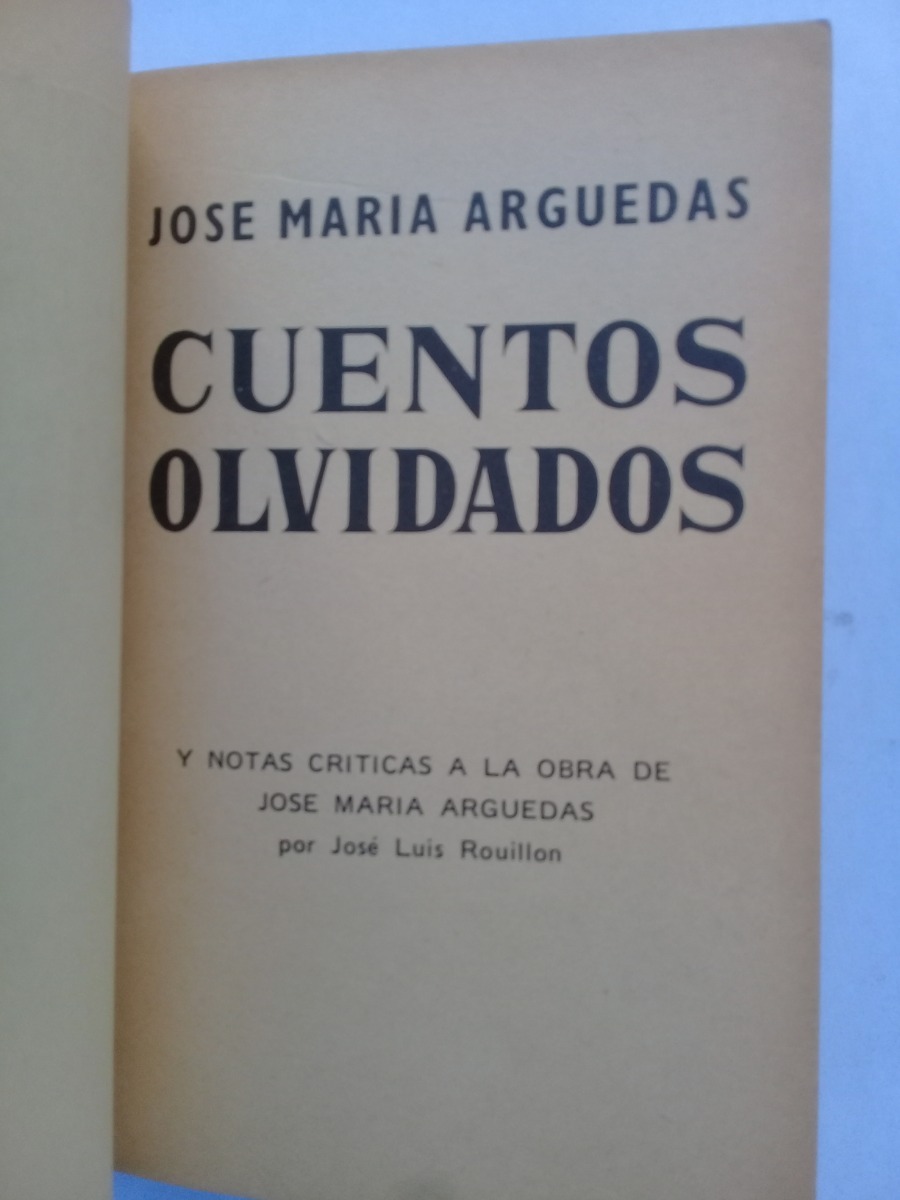 JOSE MARIA ARGUEDAS
CUENTOS
OLVIDADOS
Y NOTAS CRITICAS A LA OBRA DE
JOSE MARIA ARGUEDAS
por José Luis Rouillon